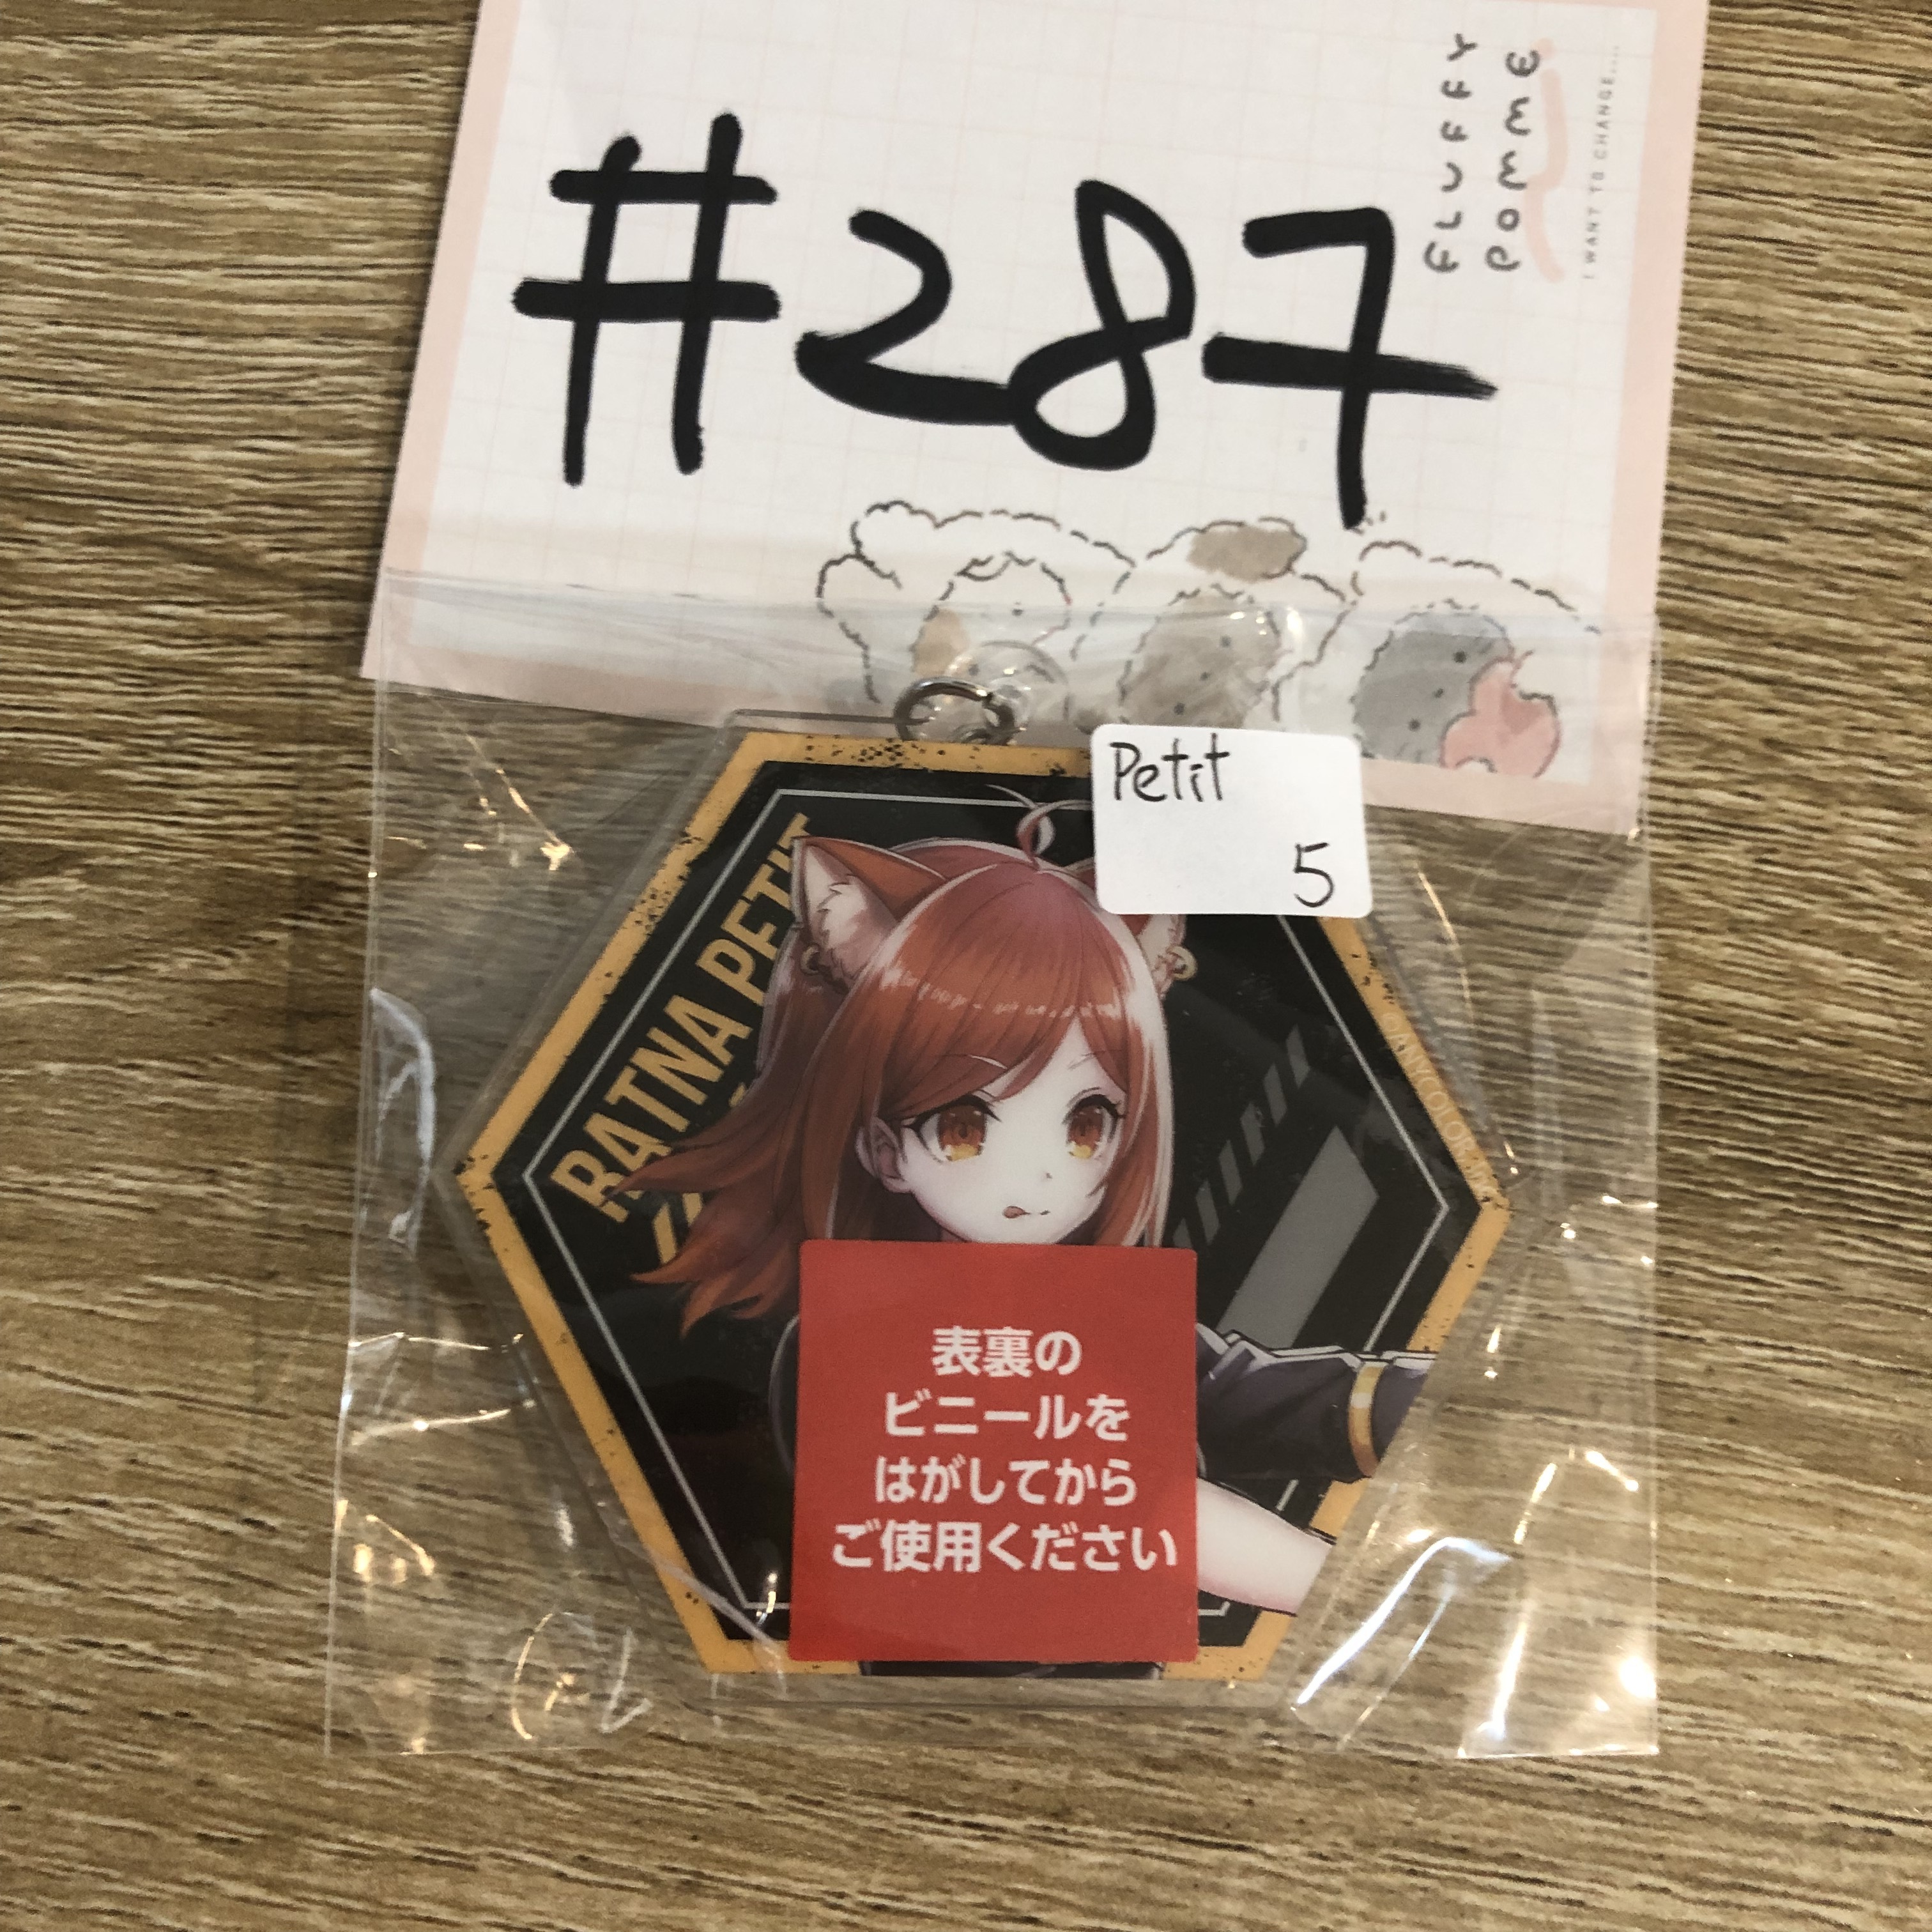 #287
FLUFFY
POMME
I WANT TO CHANGE....
Petit
5
RATNA PETIT
©ANYCOLOR
表裏の
ビニールを
はがしてから
ご使用ください